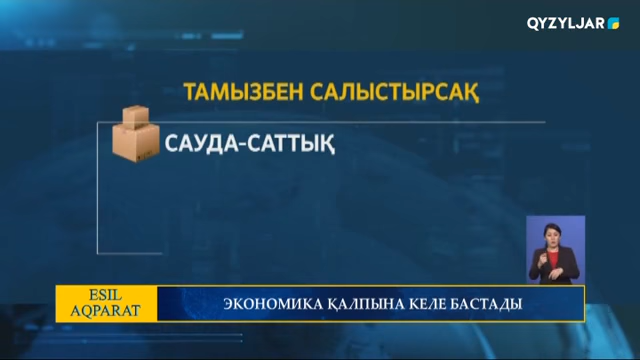 QYZYLJAR
ТАМЫЗБЕН САЛЫСТЫРСАҚ
САУДА-САТТЫҚ
ESIL
AQPARAT
ЭКОНОМИКА ҚАЛПЫНА КЕЛЕ БАСТАДЫ